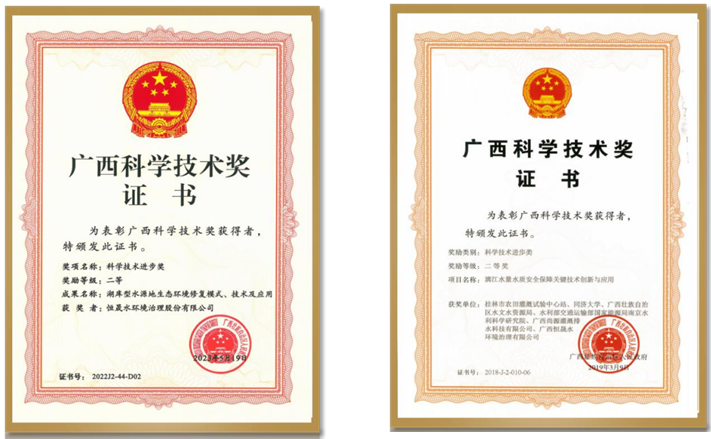 广西科学技术奖
证 书
为表彰广西科学技术奖获得者，
特颁发此证书。
奖项名称：科学技术进步奖
奖励等级：二等
成果名称：湖库型水源地生态环境修复模式、技术及应用
获 奖 者：恒晟水环境治理股份有限公司
2023年5月19日
证书号：2022J2-44-D02
广西科学技术奖
证 书
为表彰广西科学技术奖获得者，
特颁发此证书。
奖励类别：科学技术进步类
奖励等级：二等奖
项目名称：漓江水量水质安全保障关键技术创新与应用
获奖单位：桂林市农田灌溉试验中心站、同济大学、广西壮族自治
区水文水资源局、水利部交通运输部国家能源局南京水
利科学研究院、广西尚源灌溉排
水科技有限公司、广西恒晟水
环境治理有限公司
2019年3月9日
证书号：2018-J-2-010-06